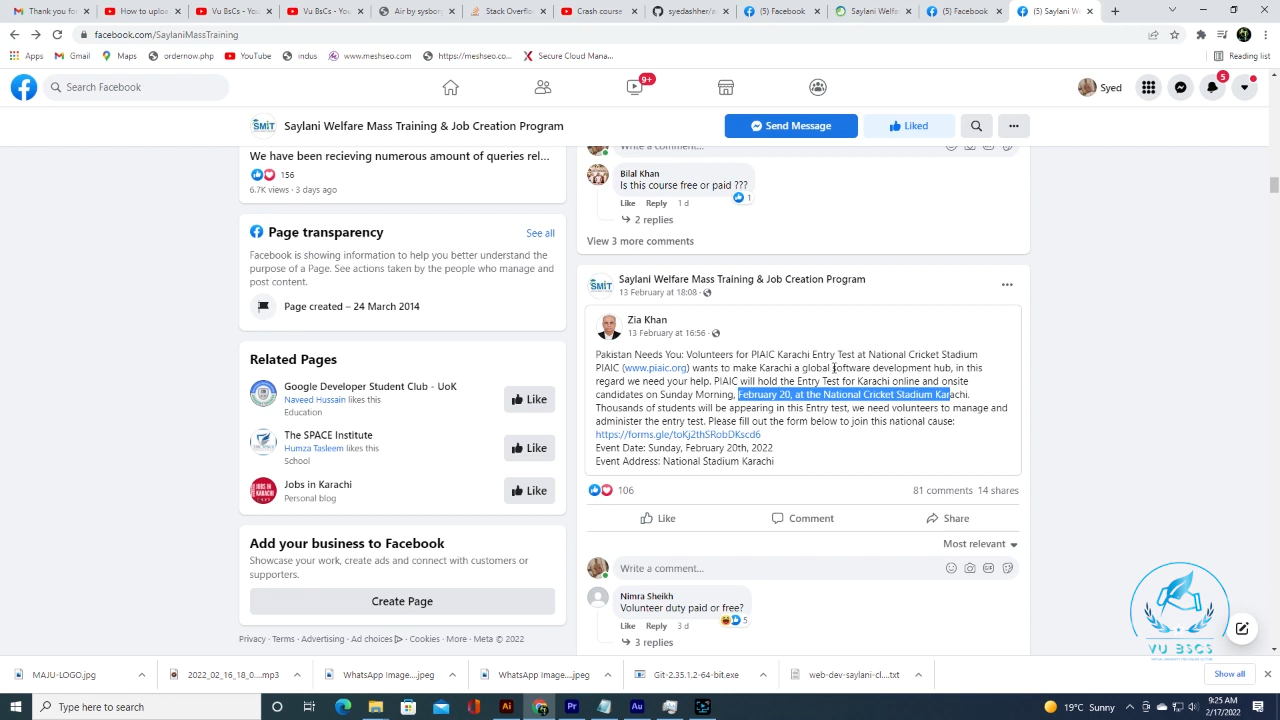 Thank you for
How to upload
VU BsCs -
VU BsCs -
Air by sysborg
Stack Overflo
Crash course
syedashher/a
(5) Facebook
Saylani Welfa
(5) Facebook
(5) Saylani We
facebook.com/SaylaniMassTraining
Apps
Gmail
Maps
ordernow.php
YouTube
indus
www.meshseo.com
https://meshseo.com
Secure Cloud Mana...
Reading list
Search Facebook
9+
Syed
5
SMIT
Saylani Welfare Mass Training & Job Creation Program
Send Message
Liked
We have been recieving numerous amount of queries rel...
156
6.7K views · 3 days ago
Page transparency
See all
Facebook is showing information to help you better understand the
purpose of a Page. See actions taken by the people who manage and
post content.
Page created – 24 March 2014
Related Pages
Google Developer Student Club - UoK
Naveed Hussain likes this
Education
Like
The SPACE Institute
Humza Tasleem likes this
School
Like
Jobs in Karachi
Personal blog
Like
Add your business to Facebook
Showcase your work, create ads and connect with customers or
supporters.
Create Page
Privacy · Terms · Advertising · Ad choices · Cookies · More · Meta © 2022
Write a comment...
Bilal Khan
Is this course free or paid ???
1
Like Reply 1 d
2 replies
View 3 more comments
SMIT
Saylani Welfare Mass Training & Job Creation Program
13 February at 18:08 ·
Zia Khan
13 February at 16:56 ·
Pakistan Needs You: Volunteers for PIAIC Karachi Entry Test at National Cricket Stadium
PIAIC (www.piaic.org) wants to make Karachi a global software development hub, in this
regard we need your help. PIAIC will hold the Entry Test for Karachi online and onsite
candidates on Sunday Morning, February 20, at the National Cricket Stadium Karachi.
Thousands of students will be appearing in this Entry test, we need volunteers to manage and
administer the entry test. Please fill out the form below to join this national cause:
https://forms.gle/toKj2thSRobDKscd6
Event Date: Sunday, February 20th, 2022
Event Address: National Stadium Karachi
106
81 comments 14 shares
Like
Comment
Share
Most relevant
Write a comment...
Nimra Sheikh
Volunteer duty paid or free?
5
Like Reply 3 d
3 replies
VU BSCS
MAJU-LOGO.jpg
2022_02_16_18_0....mp3
WhatsApp Image....jpeg
WhatsApp Image....jpeg
Git-2.35.1.2-64-bit.exe
web-dev-saylani-cl....txt
Show all
Type here to search
19°C Sunny
9:25 AM
2/17/2022